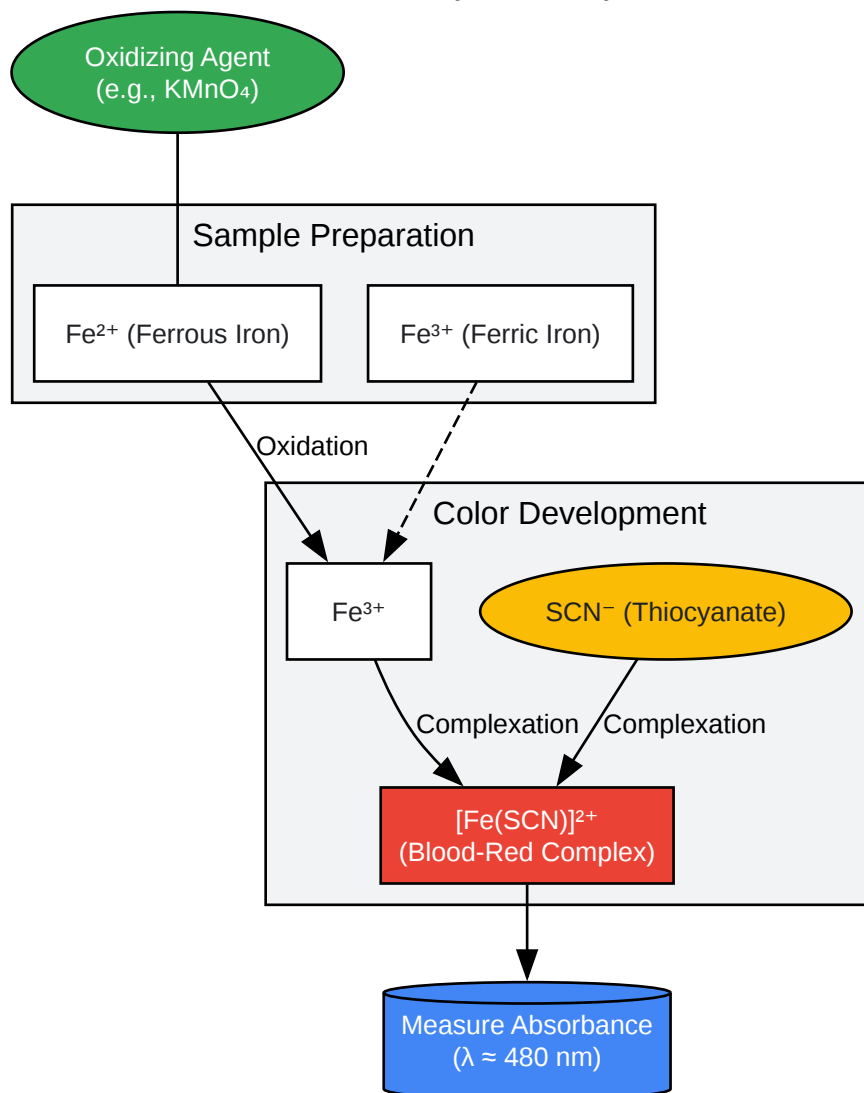 Oxidizing Agent
(e.g., KMnO₄)
Sample Preparation
Fe²⁺ (Ferrous Iron)
Fe³⁺ (Ferric Iron)
Oxidation
Color Development
Fe³⁺
SCN⁻ (Thiocyanate)
Complexation
Complexation
[Fe(SCN)]²⁺
(Blood-Red Complex)
Measure Absorbance
(λ ≈ 480 nm)